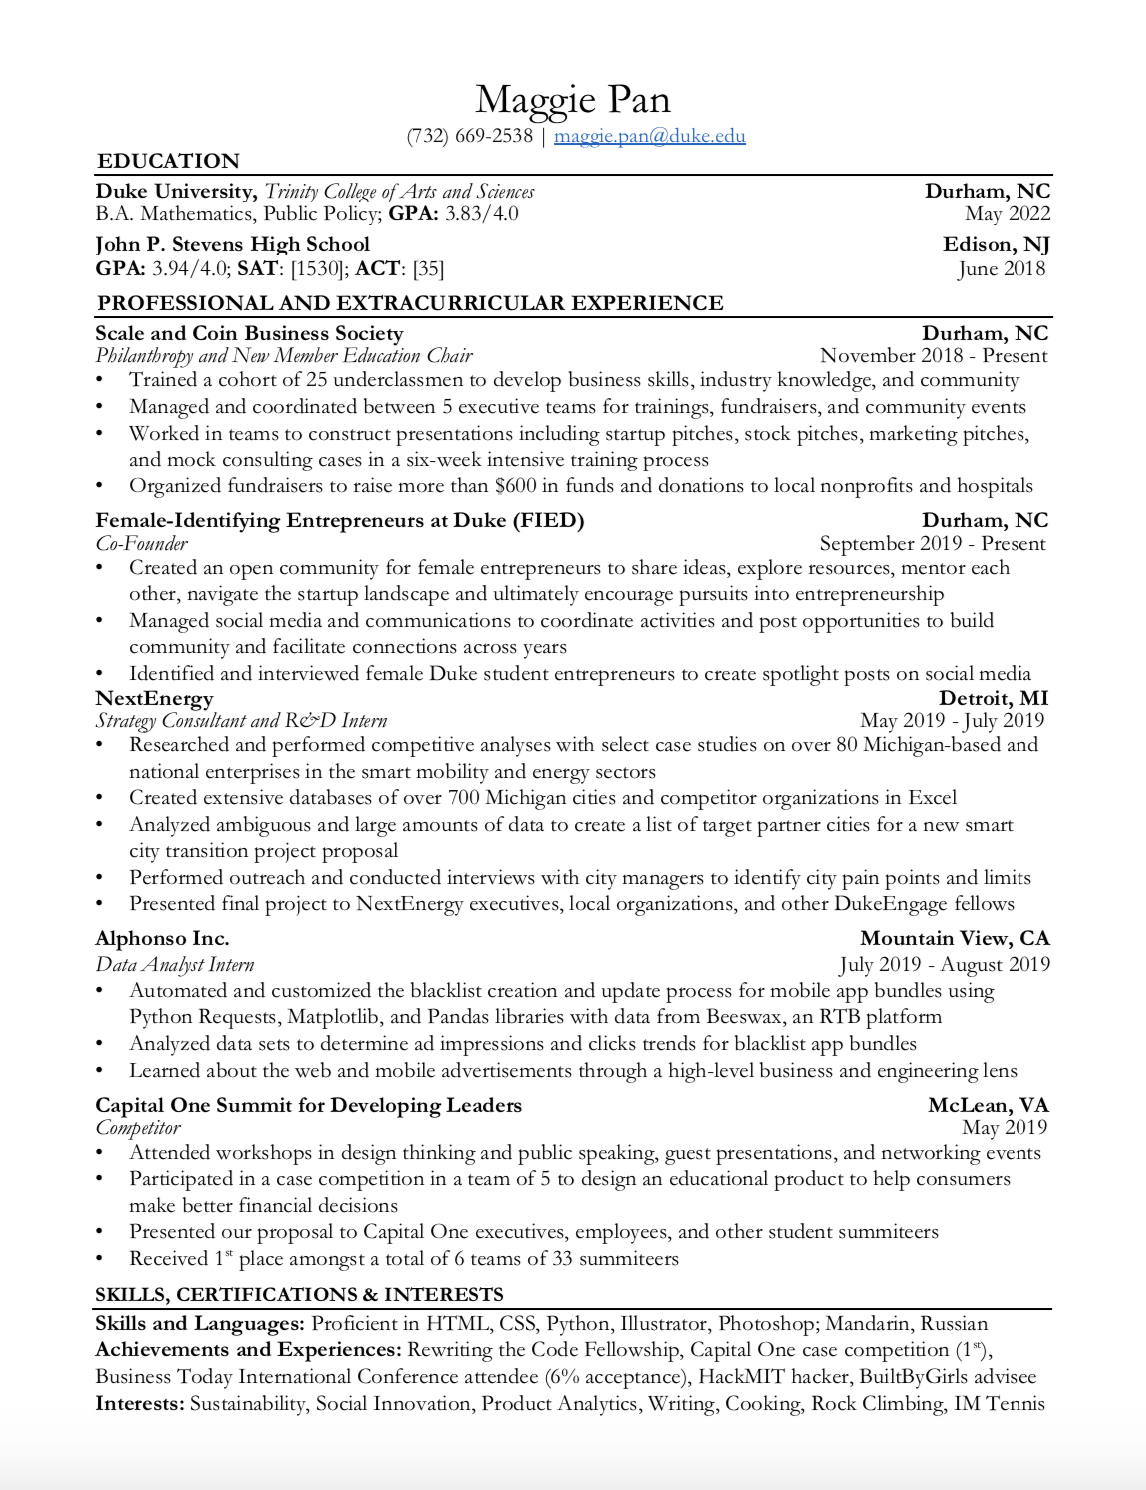 Maggie Pan
(732) 669-2538 | maggie.pan@duke.edu
EDUCATION
Duke University, Trinity College of Arts and Sciences Durham, NC
B.A. Mathematics, Public Policy; GPA: 3.83/4.0 May 2022
John P. Stevens High School Edison, NJ
GPA: 3.94/4.0; SAT: [1530]; ACT: [35] June 2018
PROFESSIONAL AND EXTRACURRICULAR EXPERIENCE
Scale and Coin Business Society Durham, NC
Philanthropy and New Member Education Chair November 2018 - Present
• Trained a cohort of 25 underclassmen to develop business skills, industry knowledge, and community
• Managed and coordinated between 5 executive teams for trainings, fundraisers, and community events
• Worked in teams to construct presentations including startup pitches, stock pitches, marketing pitches,
and mock consulting cases in a six-week intensive training process
• Organized fundraisers to raise more than $600 in funds and donations to local nonprofits and hospitals
Female-Identifying Entrepreneurs at Duke (FIED) Durham, NC
Co-Founder September 2019 - Present
• Created an open community for female entrepreneurs to share ideas, explore resources, mentor each
other, navigate the startup landscape and ultimately encourage pursuits into entrepreneurship
• Managed social media and communications to coordinate activities and post opportunities to build
community and facilitate connections across years
• Identified and interviewed female Duke student entrepreneurs to create spotlight posts on social media
NextEnergy Detroit, MI
Strategy Consultant and R&D Intern May 2019 - July 2019
• Researched and performed competitive analyses with select case studies on over 80 Michigan-based and
national enterprises in the smart mobility and energy sectors
• Created extensive databases of over 700 Michigan cities and competitor organizations in Excel
• Analyzed ambiguous and large amounts of data to create a list of target partner cities for a new smart
city transition project proposal
• Performed outreach and conducted interviews with city managers to identify city pain points and limits
• Presented final project to NextEnergy executives, local organizations, and other DukeEngage fellows
Alphonso Inc. Mountain View, CA
Data Analyst Intern July 2019 - August 2019
• Automated and customized the blacklist creation and update process for mobile app bundles using
Python Requests, Matplotlib, and Pandas libraries with data from Beeswax, an RTB platform
• Analyzed data sets to determine ad impressions and clicks trends for blacklist app bundles
• Learned about the web and mobile advertisements through a high-level business and engineering lens
Capital One Summit for Developing Leaders McLean, VA
Competitor May 2019
• Attended workshops in design thinking and public speaking, guest presentations, and networking events
• Participated in a case competition in a team of 5 to design an educational product to help consumers
make better financial decisions
• Presented our proposal to Capital One executives, employees, and other student summiteers
• Received 1st place amongst a total of 6 teams of 33 summiteers
SKILLS, CERTIFICATIONS & INTERESTS
Skills and Languages: Proficient in HTML, CSS, Python, Illustrator, Photoshop; Mandarin, Russian
Achievements and Experiences: Rewriting the Code Fellowship, Capital One case competition (1st),
Business Today International Conference attendee (6% acceptance), HackMIT hacker, BuiltByGirls advisee
Interests: Sustainability, Social Innovation, Product Analytics, Writing, Cooking, Rock Climbing, IM Tennis